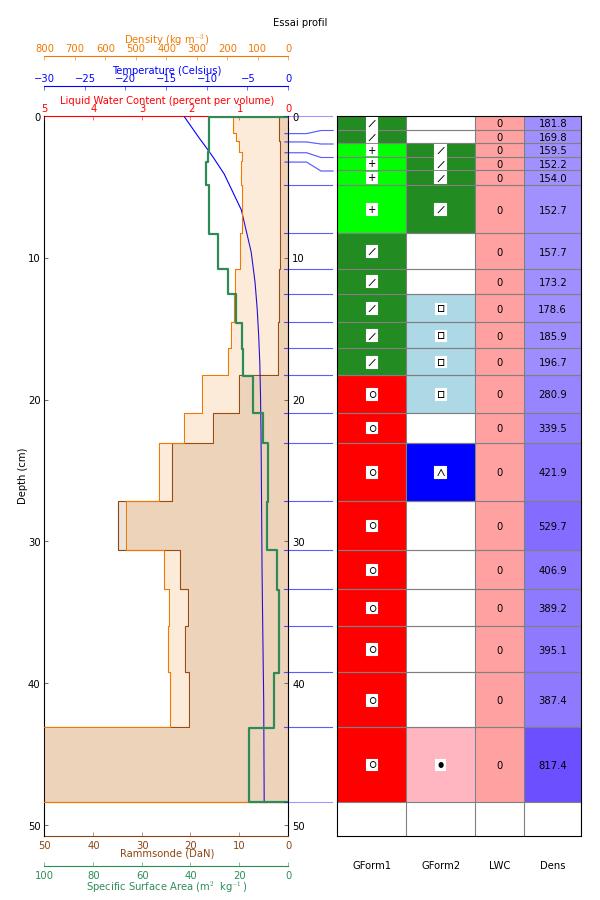 Essai profil
Density (kg m⁻³)
800 700 600 500 400 300 200 100 0
Temperature (Celsius)
−30 −25 −20 −15 −10 −5 0
Liquid Water Content (percent per volume)
5 4 3 2 1 0
0 0 0 181.8
0 169.8
0 159.5
0 152.2
0 154.0
0 152.7
10 10 0 157.7
0 173.2
0 178.6
0 185.9
0 196.7
20 20 0 280.9
0 339.5
Depth (cm)
0 421.9
30 30 0 529.7
0 406.9
0 389.2
0 395.1
40 40 0 387.4
0 817.4
50 50
50 40 30 20 10 0
Rammsonde (DaN)
100 80 60 40 20 0
Specific Surface Area (m² kg⁻¹)
GForm1 GForm2 LWC Dens